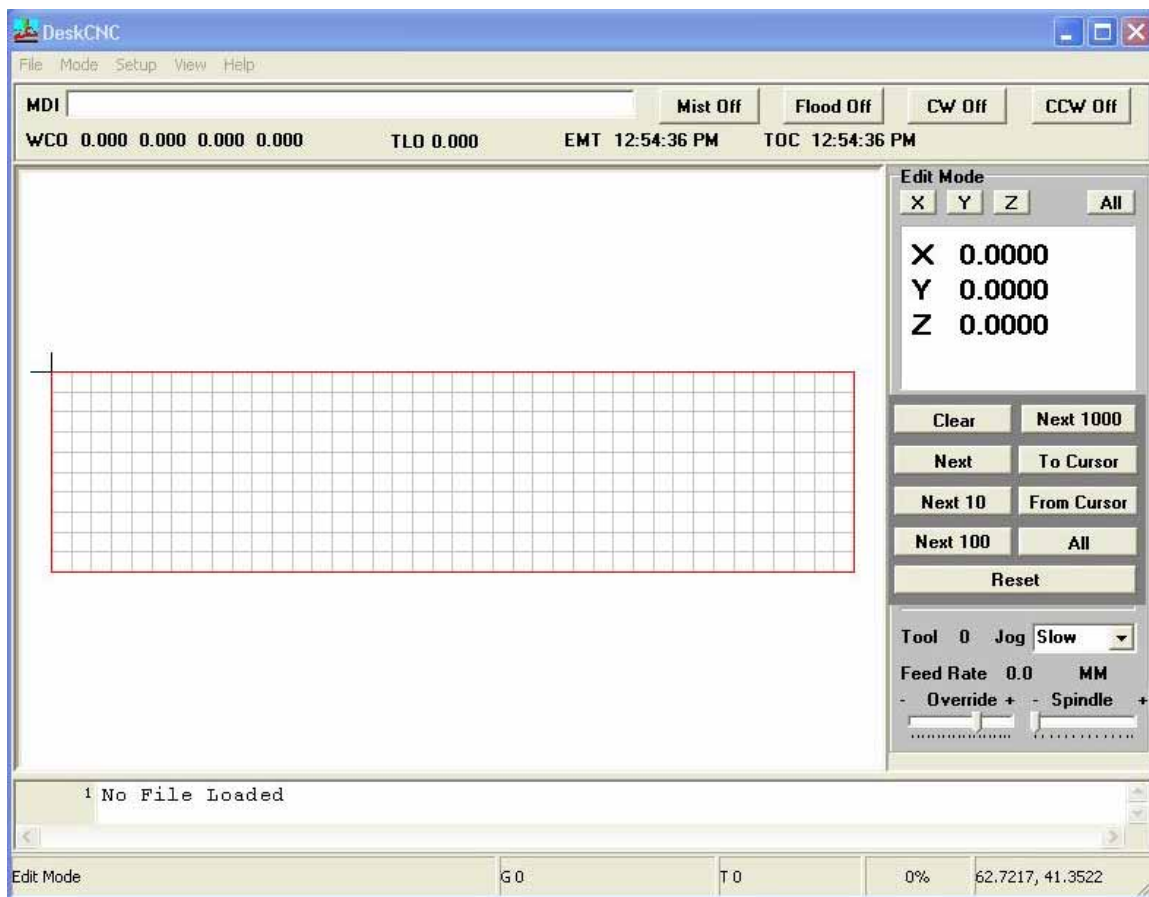 DeskCNC
File Mode Setup View Help
MDI Mist Off Flood Off CW Off CCW Off
WCO 0.000 0.000 0.000 0.000 TLO 0.000 EMT 12:54:36 PM TOC 12:54:36 PM
Edit Mode
X Y Z All
X 0.0000
Y 0.0000
Z 0.0000
Clear Next 1000
Next To Cursor
Next 10 From Cursor
Next 100 All
Reset
Tool 0 Jog Slow
Feed Rate 0.0 MM
- Override + - Spindle +
1 No File Loaded
Edit Mode G 0 T 0 0% 62.7217, 41.3522